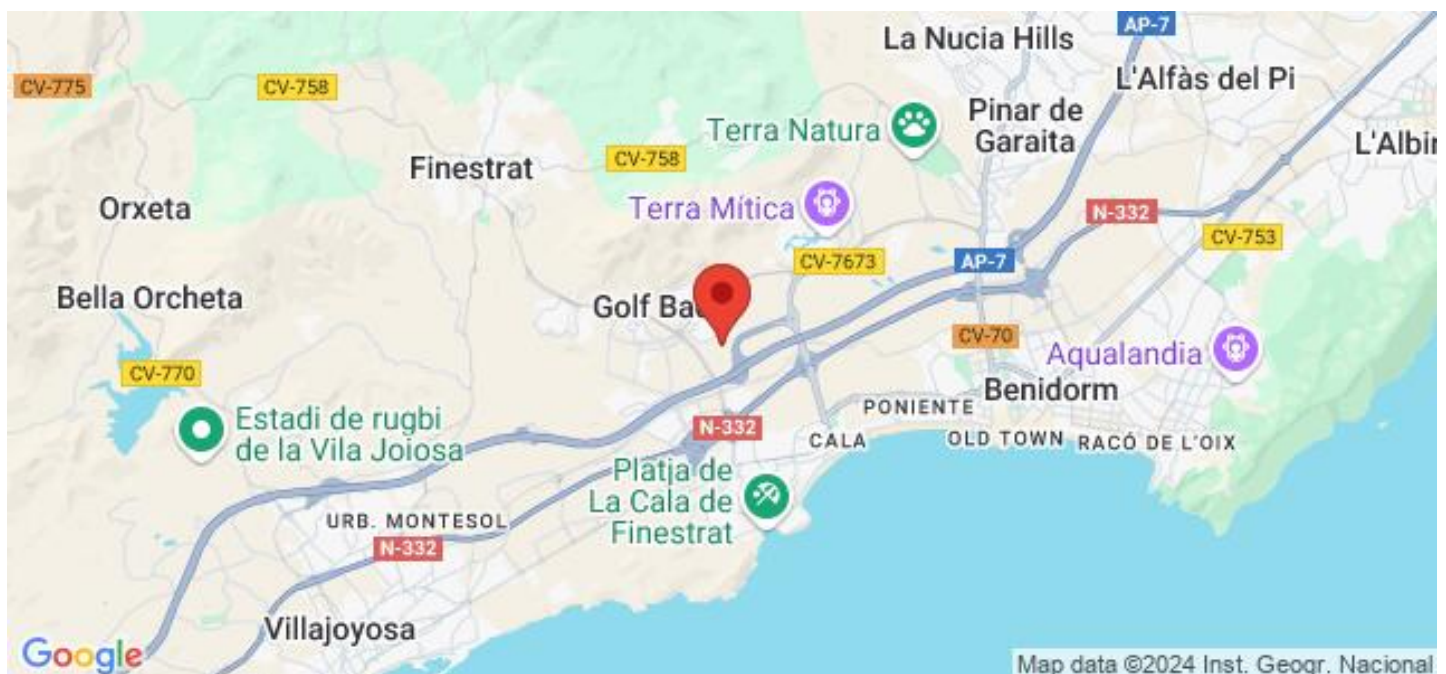 La Nucia Hills
AP-7
CV-775
CV-758
L'Alfàs del Pi
Terra Natura
Pinar de
Garaita
L'Albir
Finestrat
CV-758
Orxeta
Terra Mítica
N-332
CV-753
CV-7673
AP-7
Bella Orcheta
Golf Ba
CV-70
Aqualandia
CV-770
Benidorm
PONIENTE
Estadi de rugbi
de la Vila Joiosa
N-332
CALA
OLD TOWN
RACÓ DE L'OIX
Platja de
La Cala de
Finestrat
URB. MONTESOL
N-332
Villajoyosa
Google
Map data ©2024 Inst. Geogr. Nacional